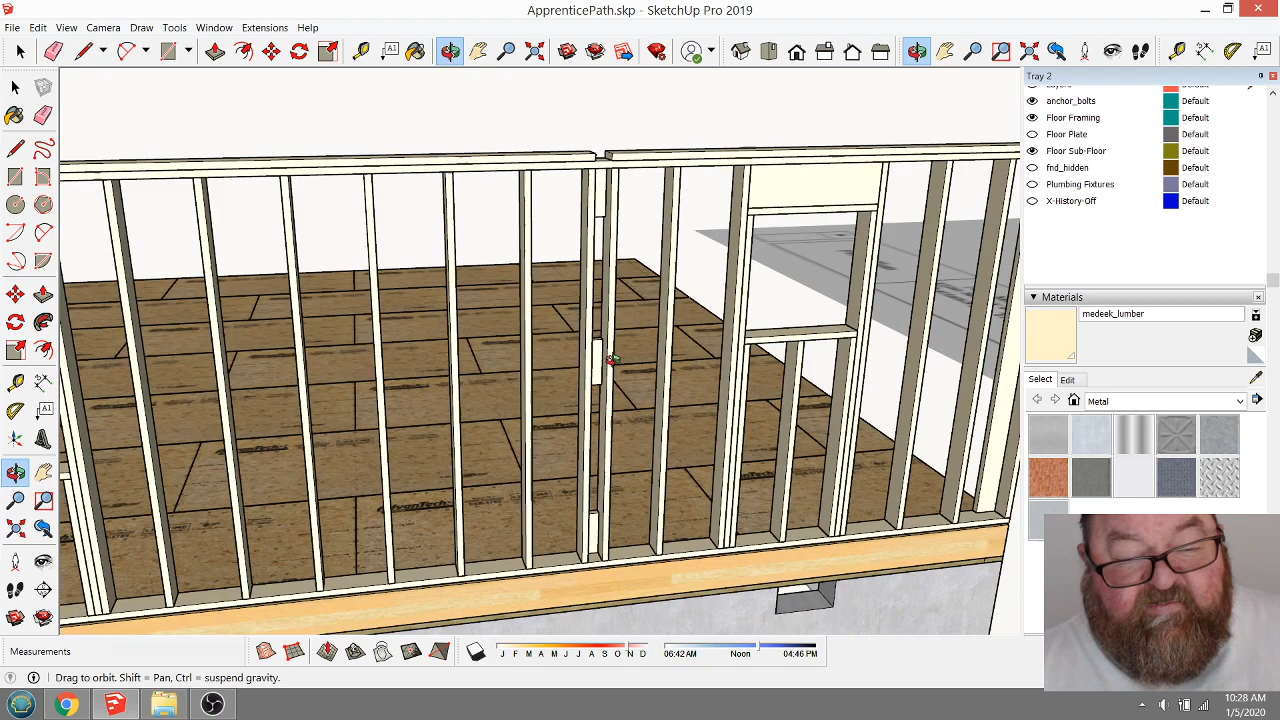 ApprenticePath.skp - SketchUp Pro 2019
File Edit View Camera Draw Tools Window Extensions Help
Tray 2
Default
anchor_bolts Default
Floor Framing Default
Floor Plate Default
Floor Sub-Floor Default
fnd_hidden Default
Plumbing Fixtures Default
X-History-Off Default
Materials
medeek_lumber
Select Edit
Metal
Measurements
J F M A M J J A S O N D
06:42 AM Noon 04:46 PM
Drag to orbit. Shift = Pan, Ctrl = suspend gravity.
10:28 AM
1/5/2020